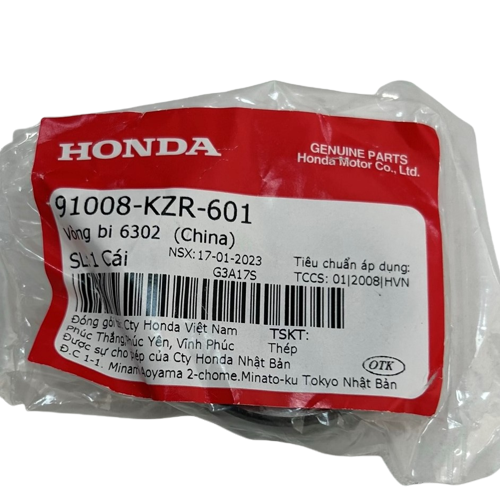 HONDA
GENUINE PARTS
Honda Motor Co., Ltd.
91008-KZR-601
Vòng bi 6302 (China)
SL:1 Cái
NSX:17-01-2023
G3A17S
Tiêu chuẩn áp dụng:
TCCS: 01|2008|HVN
Đóng gói Cty Honda Việt Nam
Phúc Thắng, Phúc Yên, Vĩnh Phúc
TSKT:
Thép
Được sự cho phép của Cty Honda Nhật Bản
Đ.C 1-1. Minami Aoyama 2-chome.Minato-ku Tokyo Nhật Bản
OTK